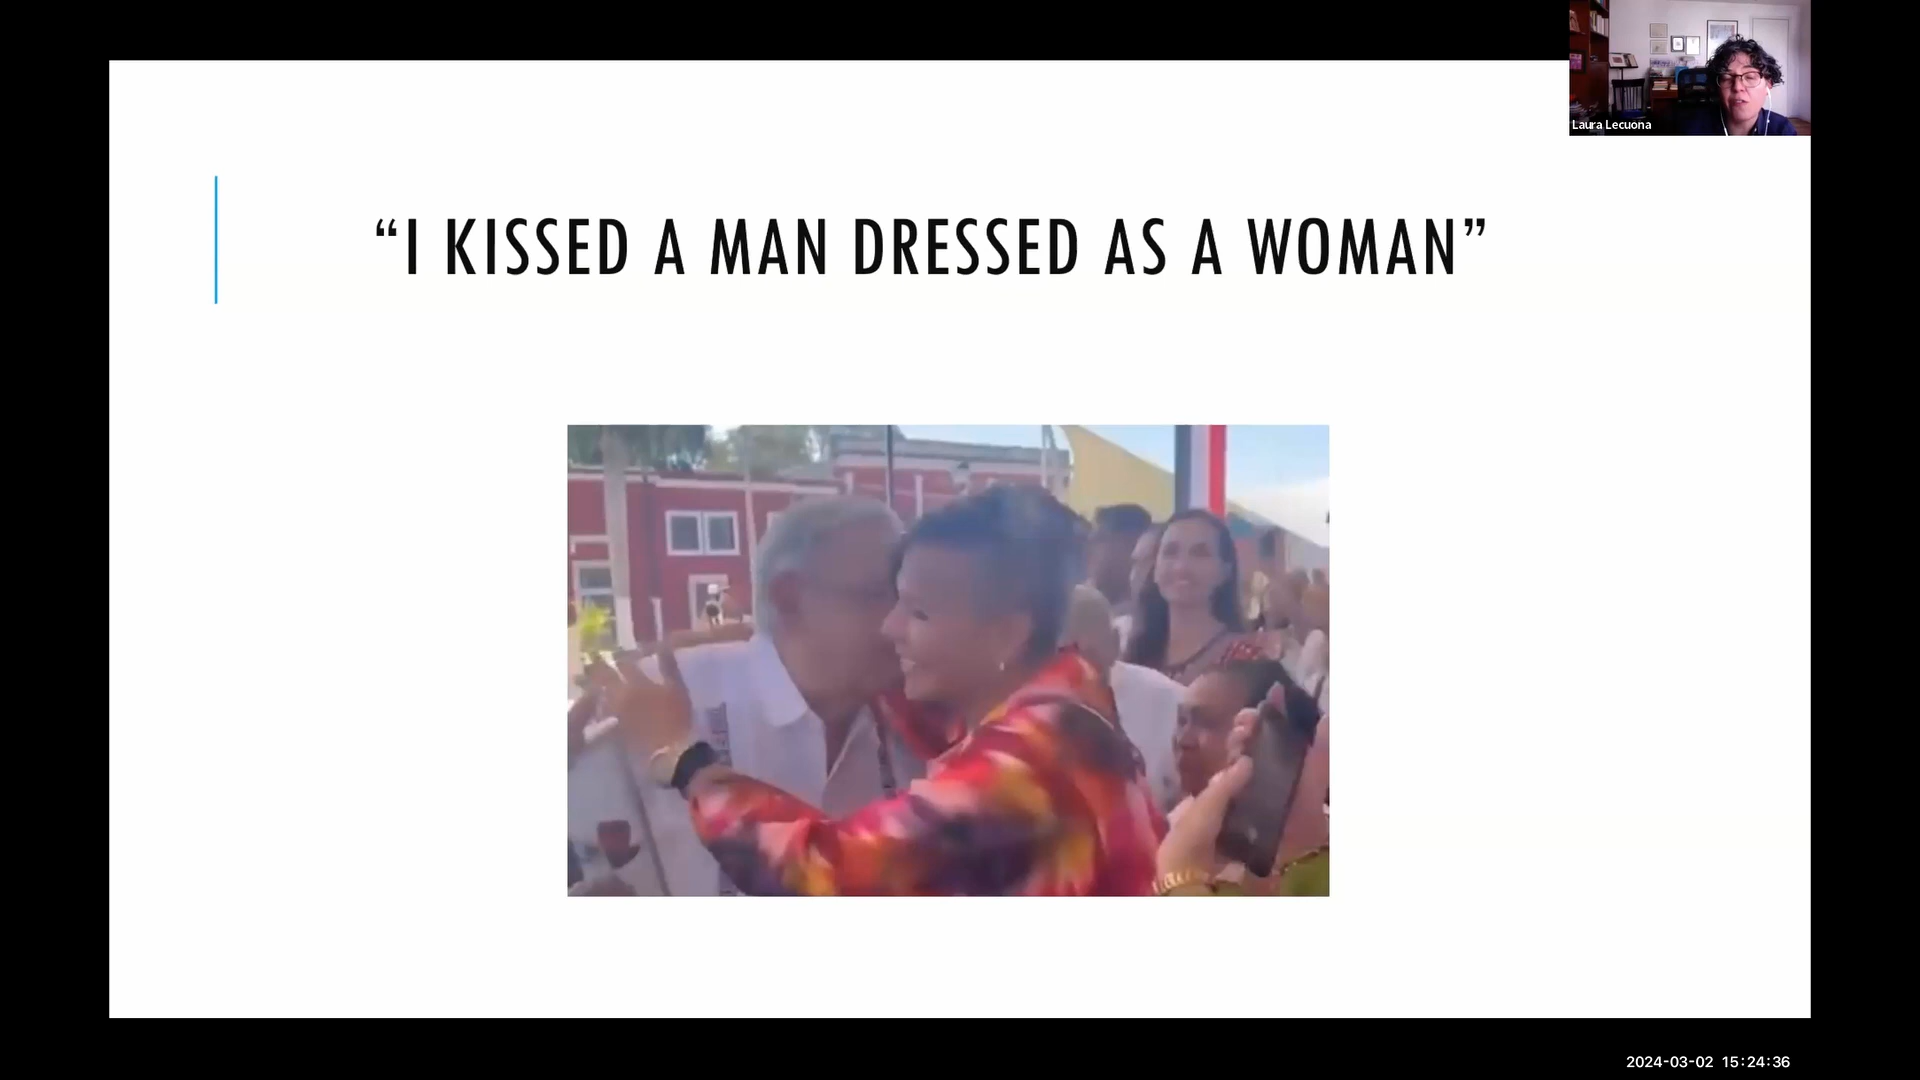 Laura Lecuona
“I KISSED A MAN DRESSED AS A WOMAN”
2024-03-02 15:24:36